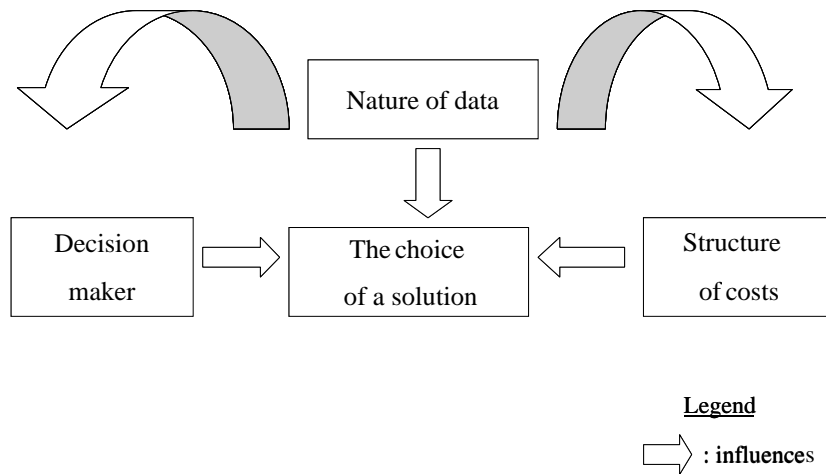 Nature of data
Decision
maker
The choice
of a solution
Structure
of costs
Legend
: influences